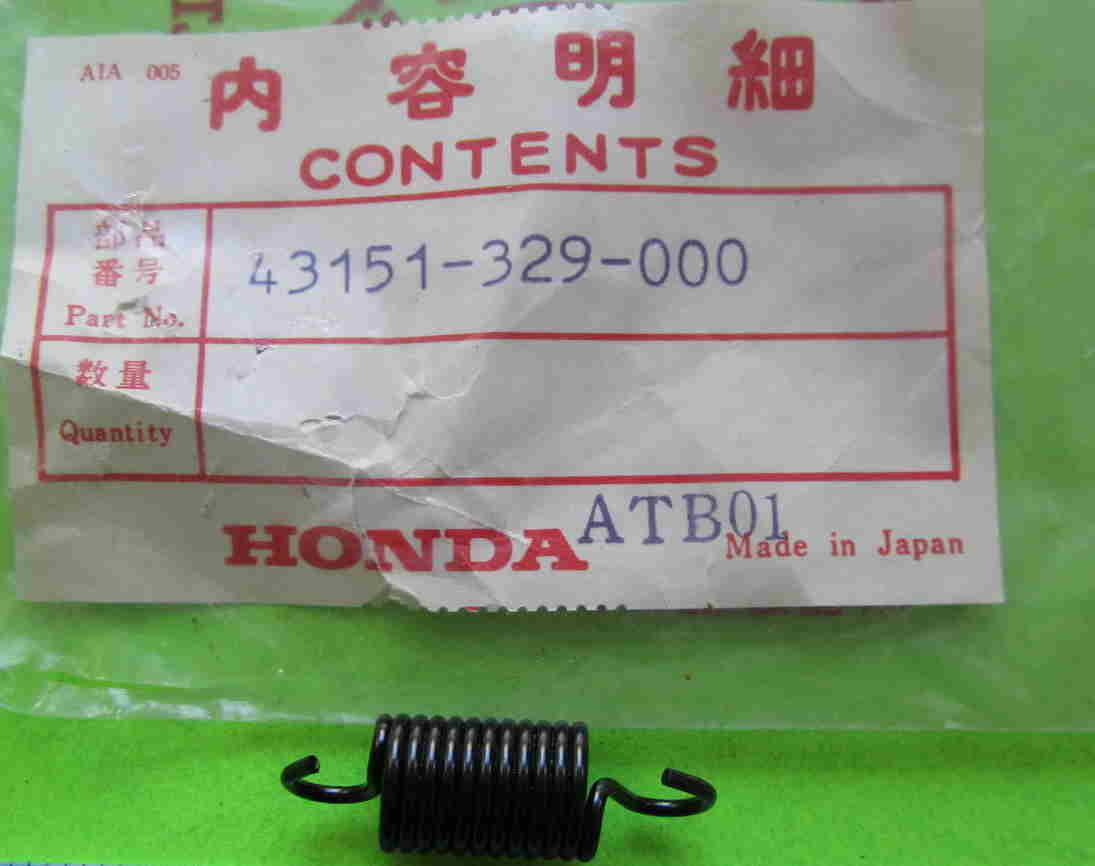 AIA 005
内容明細
CONTENTS
部品
番号
Part No.
43151-329-000
数量
Quantity
HONDA
ATB01
Made in Japan